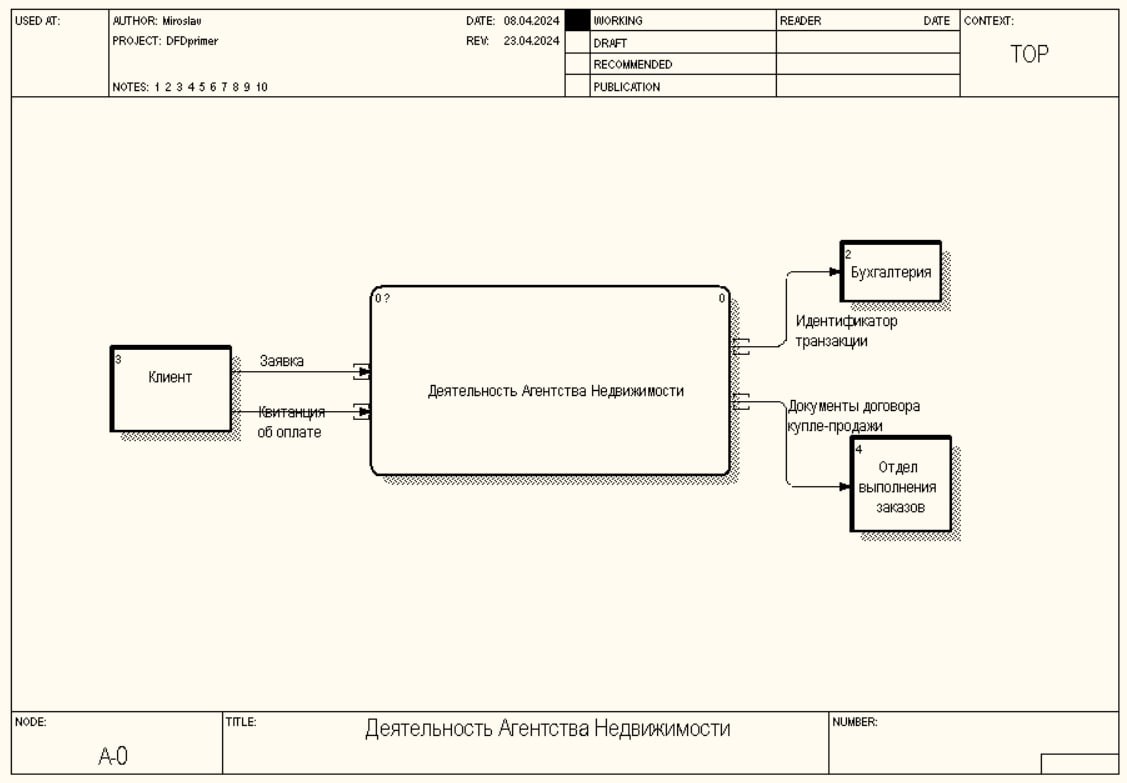 USED AT:
AUTHOR: Miroslav
DATE: 08.04.2024
WORKING
READER
DATE
CONTEXT:
PROJECT: DFDprimer
REV: 23.04.2024
DRAFT
TOP
RECOMMENDED
NOTES: 1 2 3 4 5 6 7 8 9 10
PUBLICATION
2
Бухгалтерия
0 ?
0
Идентификатор
транзакции
3
Клиент
Заявка
Деятельность Агентства Недвижимости
Квитанция
об оплате
Документы договора
купле-продажи
4
Отдел
выполнения
заказов
NODE:
TITLE:
Деятельность Агентства Недвижимости
NUMBER:
A-0